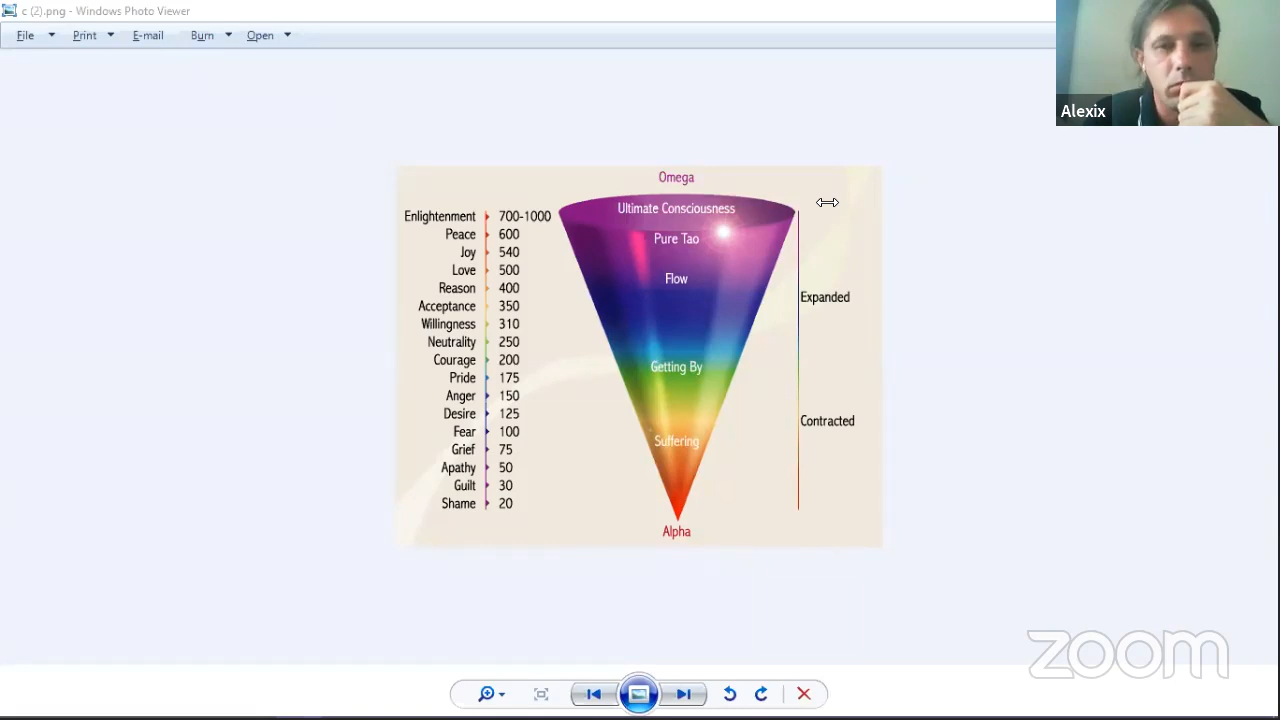 c (2).png - Windows Photo Viewer
File Print E-mail Burn Open
Alexix
Omega
Enlightenment 700-1000
Peace 600
Joy 540
Love 500
Reason 400
Acceptance 350
Willingness 310
Neutrality 250
Courage 200
Pride 175
Anger 150
Desire 125
Fear 100
Grief 75
Apathy 50
Guilt 30
Shame 20
Ultimate Consciousness
Pure Tao
Flow
Getting By
Suffering
Alpha
Expanded
Contracted
zoom